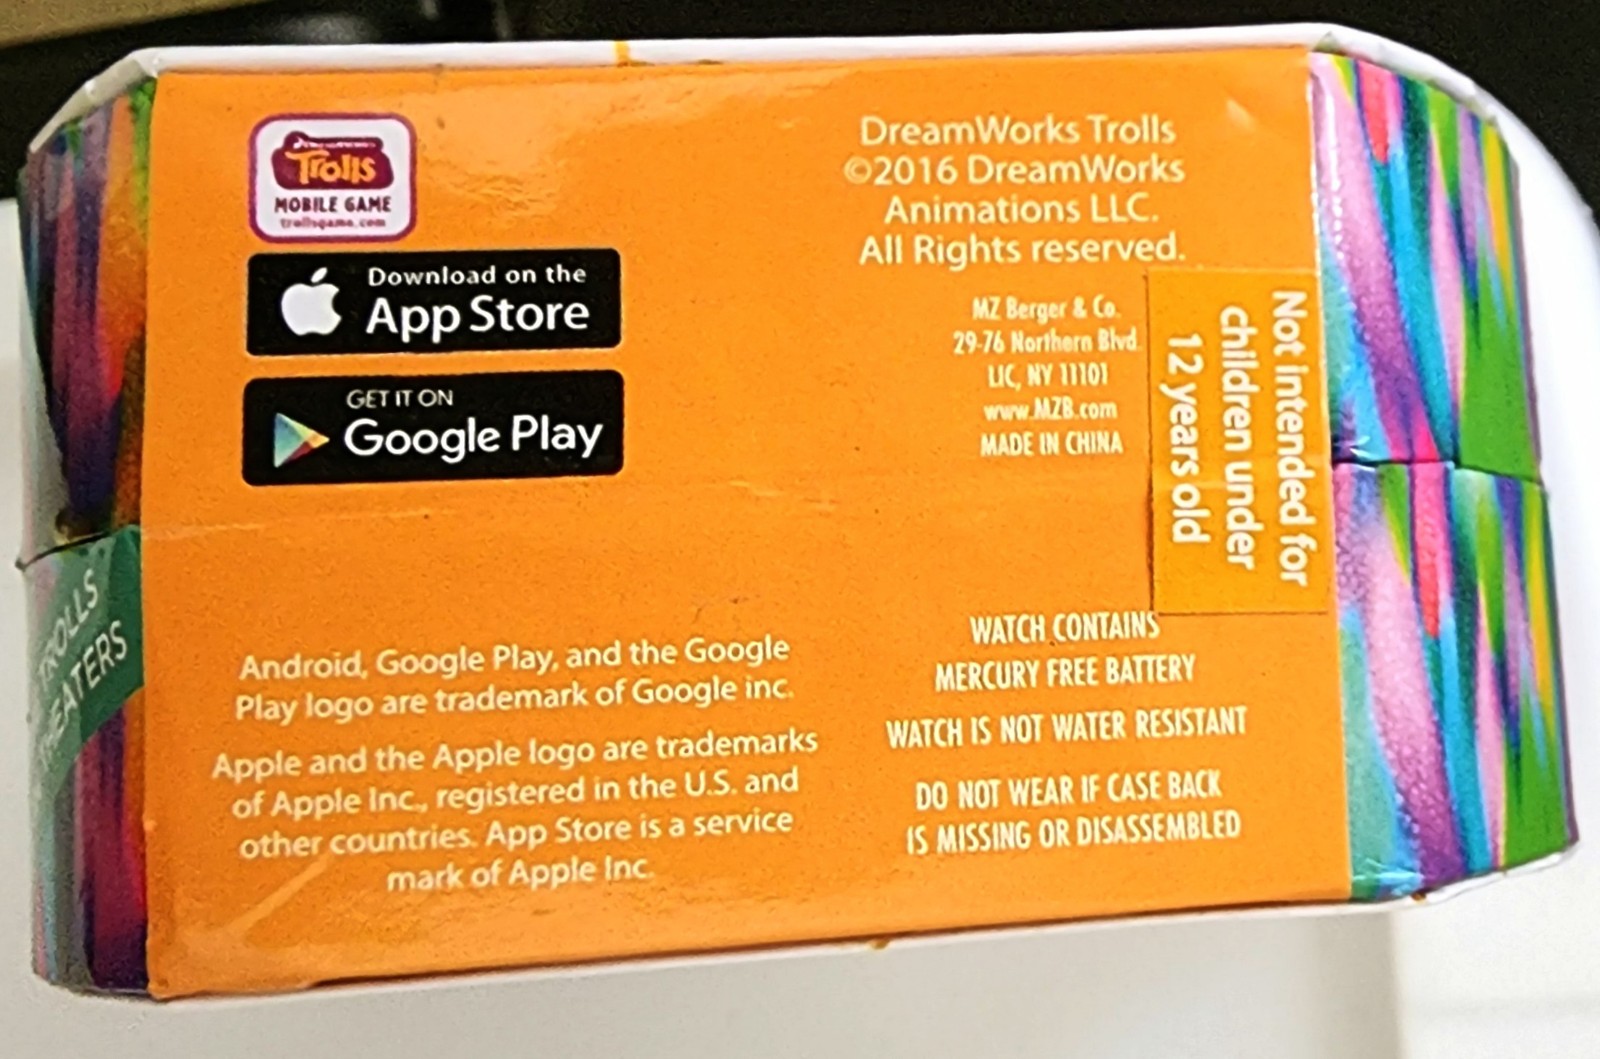 DREAMWORKS
Trolls
MOBILE GAME
trollsgame.com
Download on the
App Store
GET IT ON
Google Play
Android, Google Play, and the Google
Play logo are trademark of Google inc.
Apple and the Apple logo are trademarks
of Apple Inc., registered in the U.S. and
other countries. App Store is a service
mark of Apple Inc.
DreamWorks Trolls
©2016 DreamWorks
Animations LLC.
All Rights reserved.
MZ Berger & Co.
29-76 Northern Blvd.
LIC, NY 11101
www.MZB.com
MADE IN CHINA
Not intended for
children under
12 years old
WATCH CONTAINS
MERCURY FREE BATTERY
WATCH IS NOT WATER RESISTANT
DO NOT WEAR IF CASE BACK
IS MISSING OR DISASSEMBLED
TROLLS